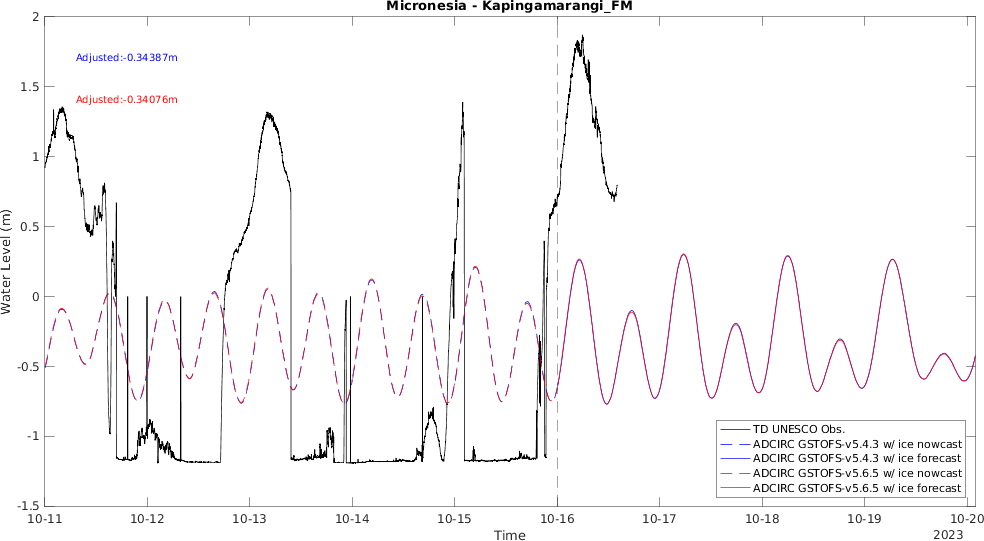 Micronesia - Kapingamarangi_FM
Adjusted:-0.34387m
Adjusted:-0.34076m
Water Level (m)
2
1.5
1
0.5
0
-0.5
-1
-1.5
TD UNESCO Obs.
ADCIRC GSTOFS-v5.4.3 w/ ice nowcast
ADCIRC GSTOFS-v5.4.3 w/ ice forecast
ADCIRC GSTOFS-v5.6.5 w/ ice nowcast
ADCIRC GSTOFS-v5.6.5 w/ ice forecast
10-11 10-12 10-13 10-14 10-15 10-16 10-17 10-18 10-19 10-20
Time
2023